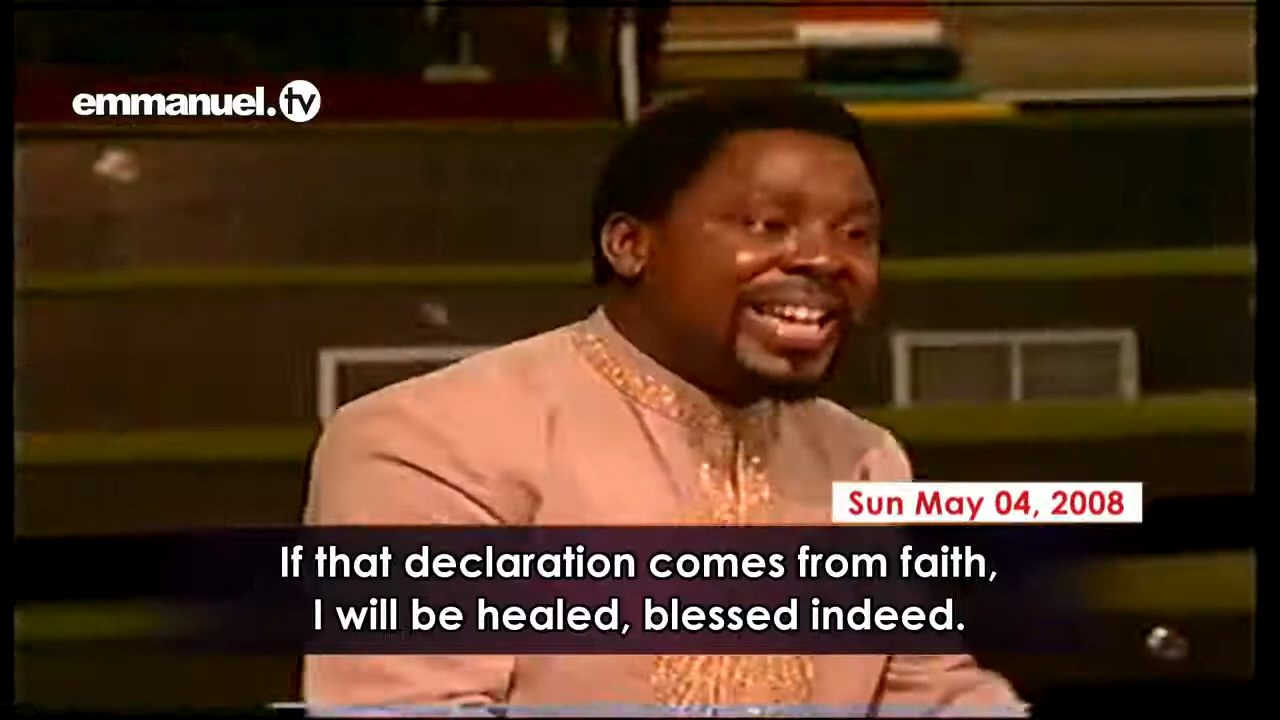 emmanuel.tv
Sun May 04, 2008
If that declaration comes from faith,
I will be healed, blessed indeed.